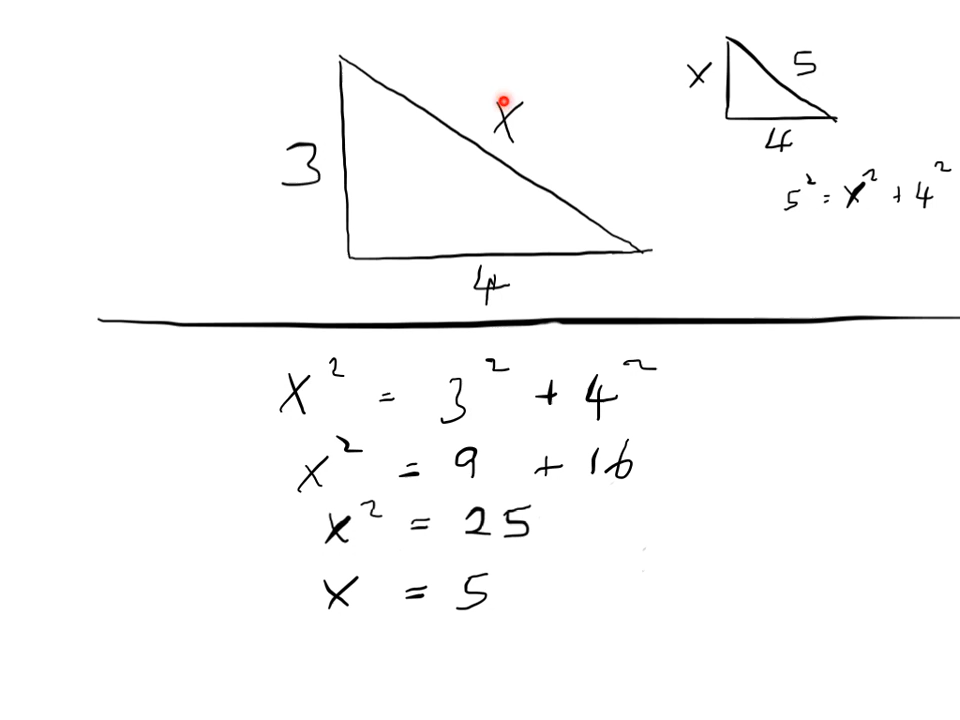 3
x
4
x
5
4
5² = x² + 4²
x² = 3² + 4²
x² = 9 + 16
x² = 25
x = 5